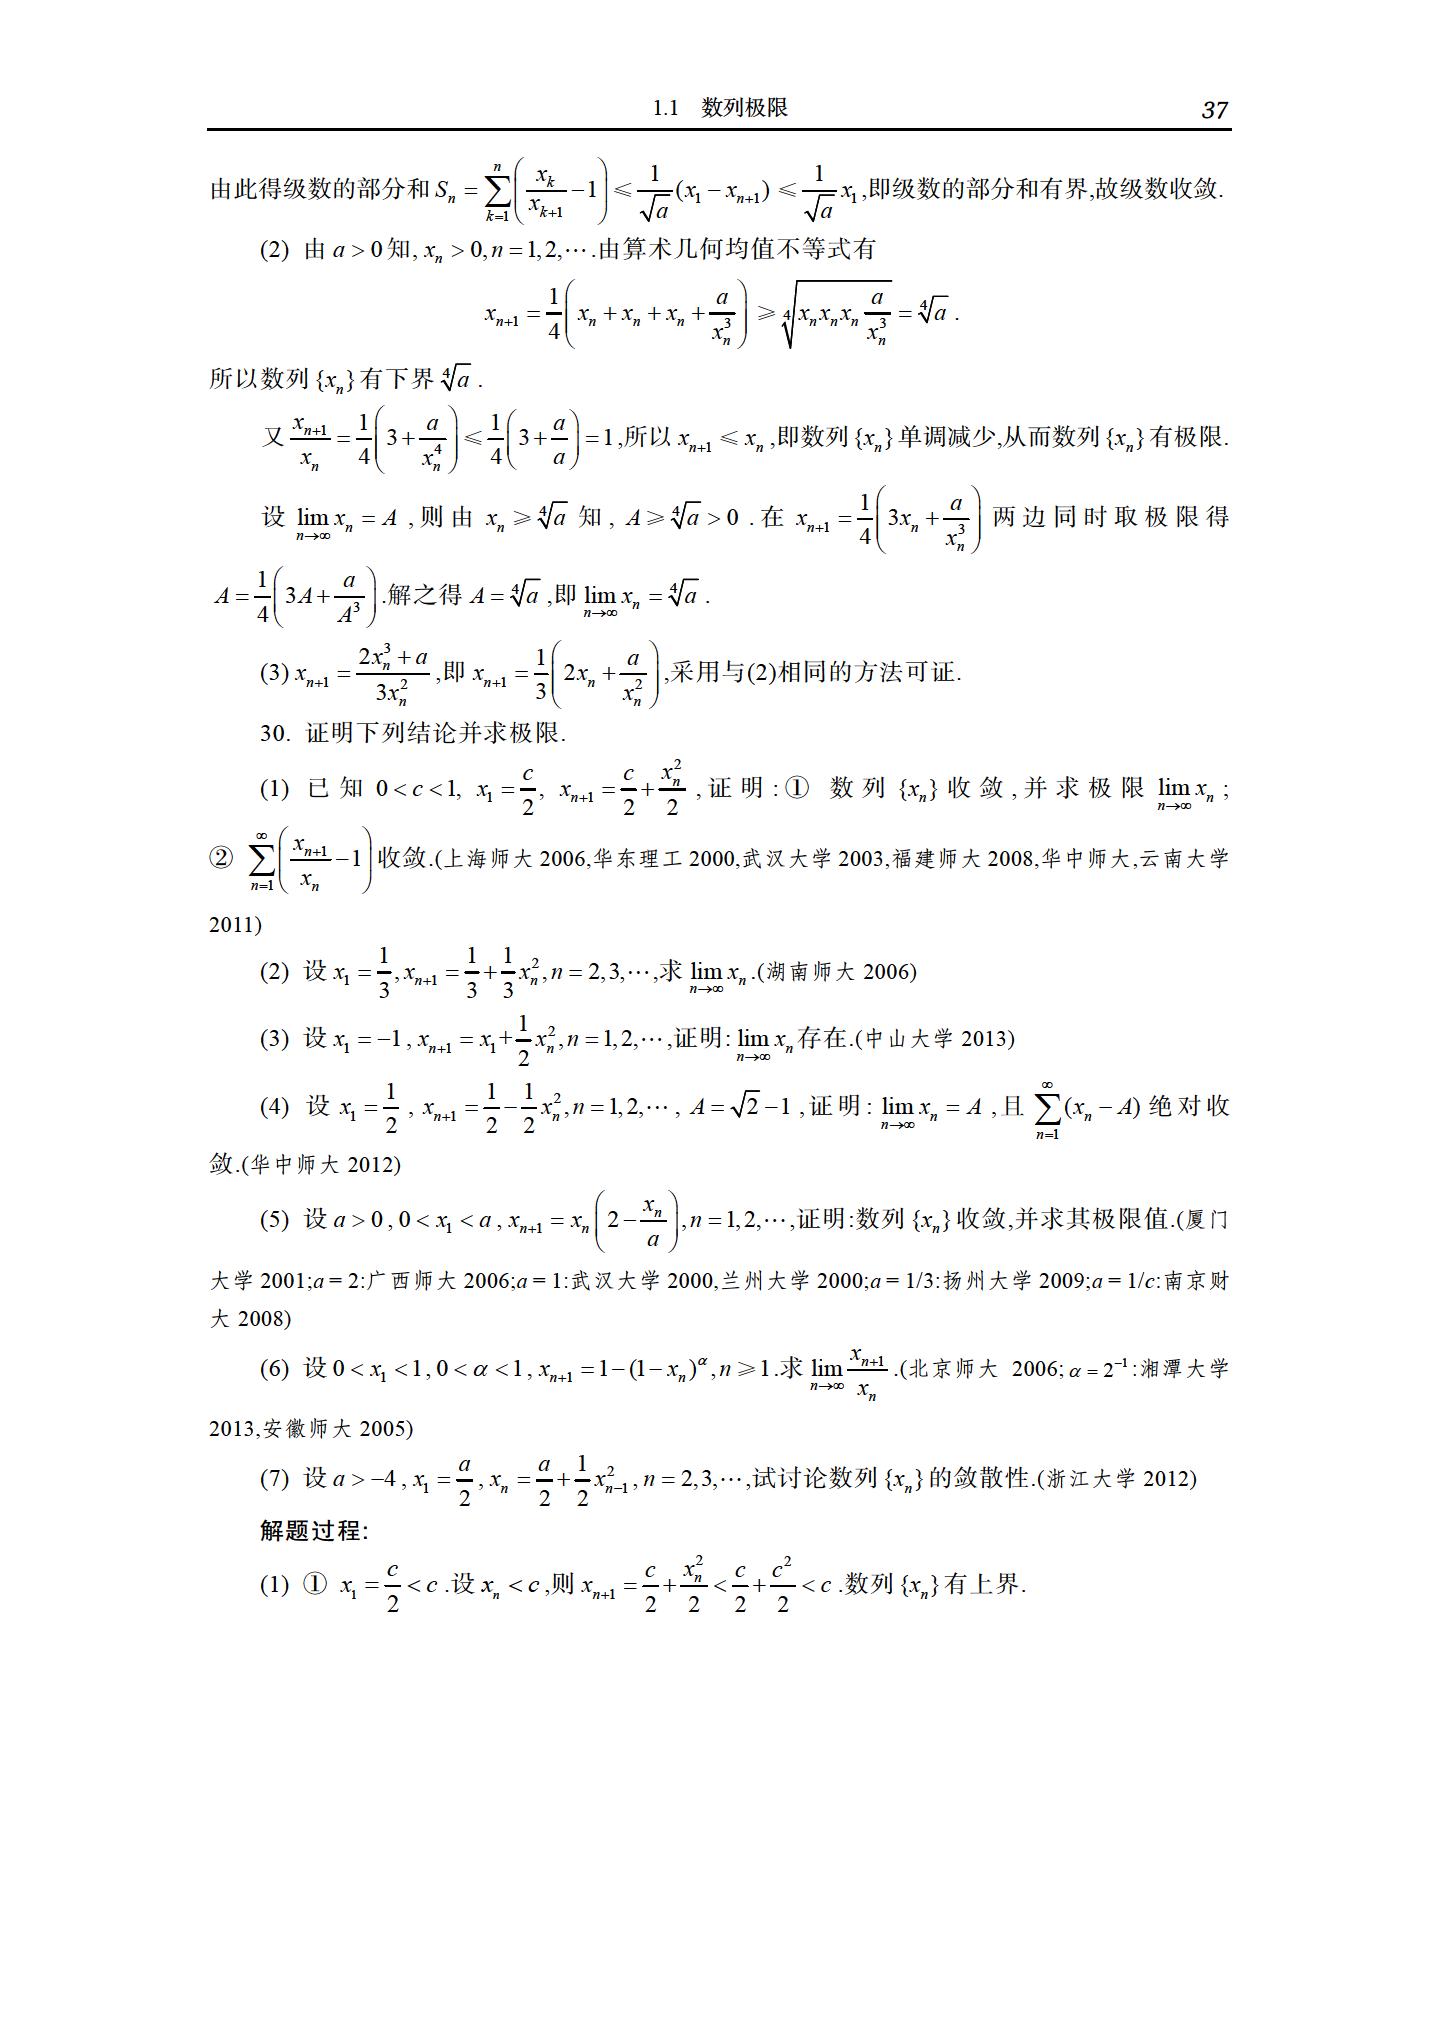 1.1 数列极限 37
由此得级数的部分和 $S_n = \sum_{k=1}^{n}\left(\frac{x_k}{x_{k+1}}-1\right) \leqslant \frac{1}{\sqrt{a}}(x_1 - x_{n+1}) \leqslant \frac{1}{\sqrt{a}}x_1$,即级数的部分和有界,故级数收敛.
(2) 由 $a > 0$ 知, $x_n > 0, n = 1,2,\cdots$.由算术几何均值不等式有
$x_{n+1} = \frac{1}{4}\left(x_n + x_n + x_n + \frac{a}{x_n^3}\right) \geqslant \sqrt[4]{x_n x_n x_n \frac{a}{x_n^3}} = \sqrt[4]{a}$ .
所以数列 $\{x_n\}$ 有下界 $\sqrt[4]{a}$ .
又 $\frac{x_{n+1}}{x_n} = \frac{1}{4}\left(3 + \frac{a}{x_n^4}\right) \leqslant \frac{1}{4}\left(3 + \frac{a}{a}\right) = 1$,所以 $x_{n+1} \leqslant x_n$,即数列 $\{x_n\}$ 单调减少,从而数列 $\{x_n\}$ 有极限.
设 $\lim_{n\to\infty} x_n = A$ ,则由 $x_n \geqslant \sqrt[4]{a}$ 知, $A \geqslant \sqrt[4]{a} > 0$ .在 $x_{n+1} = \frac{1}{4}\left(3x_n + \frac{a}{x_n^3}\right)$ 两边同时取极限得
$A = \frac{1}{4}\left(3A + \frac{a}{A^3}\right)$.解之得 $A = \sqrt[4]{a}$ ,即 $\lim_{n\to\infty} x_n = \sqrt[4]{a}$ .
(3) $x_{n+1} = \frac{2x_n^3 + a}{3x_n^2}$,即 $x_{n+1} = \frac{1}{3}\left(2x_n + \frac{a}{x_n^2}\right)$,采用与(2)相同的方法可证.
30. 证明下列结论并求极限.
(1) 已知 $0 < c < 1$, $x_1 = \frac{c}{2}$, $x_{n+1} = \frac{c}{2} + \frac{x_n^2}{2}$ ,证明:① 数列 $\{x_n\}$ 收敛,并求极限 $\lim_{n\to\infty} x_n$ ;
② $\sum_{n=1}^{\infty}\left(\frac{x_{n+1}}{x_n}-1\right)$ 收敛.(上海师大 2006,华东理工 2000,武汉大学 2003,福建师大 2008,华中师大,云南大学
2011)
(2) 设 $x_1 = \frac{1}{3}, x_{n+1} = \frac{1}{3} + \frac{1}{3}x_n^2, n = 2,3,\cdots$,求 $\lim_{n\to\infty} x_n$.(湖南师大 2006)
(3) 设 $x_1 = -1$ , $x_{n+1} = x_1 + \frac{1}{2}x_n^2, n = 1,2,\cdots$,证明: $\lim_{n\to\infty} x_n$ 存在.(中山大学 2013)
(4) 设 $x_1 = \frac{1}{2}$ , $x_{n+1} = \frac{1}{2} - \frac{1}{2}x_n^2, n = 1,2,\cdots$ , $A = \sqrt{2} - 1$ ,证明: $\lim_{n\to\infty} x_n = A$ ,且 $\sum_{n=1}^{\infty}(x_n - A)$ 绝对收
敛.(华中师大 2012)
(5) 设 $a > 0$ , $0 < x_1 < a$ , $x_{n+1} = x_n\left(2 - \frac{x_n}{a}\right), n = 1,2,\cdots$,证明:数列 $\{x_n\}$ 收敛,并求其极限值.(厦门
大学 2001;$a = 2$:广西师大 2006;$a = 1$:武汉大学 2000,兰州大学 2000;$a = 1/3$:扬州大学 2009;$a = 1/c$:南京财
大 2008)
(6) 设 $0 < x_1 < 1, 0 < \alpha < 1$ , $x_{n+1} = 1 - (1 - x_n)^\alpha, n \geqslant 1$.求 $\lim_{n\to\infty} \frac{x_{n+1}}{x_n}$ .(北京师大 2006; $\alpha = 2^{-1}$:湘潭大学
2013,安徽师大 2005)
(7) 设 $a > -4$ , $x_1 = \frac{a}{2}$ , $x_n = \frac{a}{2} + \frac{1}{2}x_{n-1}^2$ , $n = 2,3,\cdots$,试讨论数列 $\{x_n\}$ 的敛散性.(浙江大学 2012)
解题过程:
(1) ① $x_1 = \frac{c}{2} < c$ .设 $x_n < c$ ,则 $x_{n+1} = \frac{c}{2} + \frac{x_n^2}{2} < \frac{c}{2} + \frac{c^2}{2} < c$ .数列 $\{x_n\}$ 有上界.